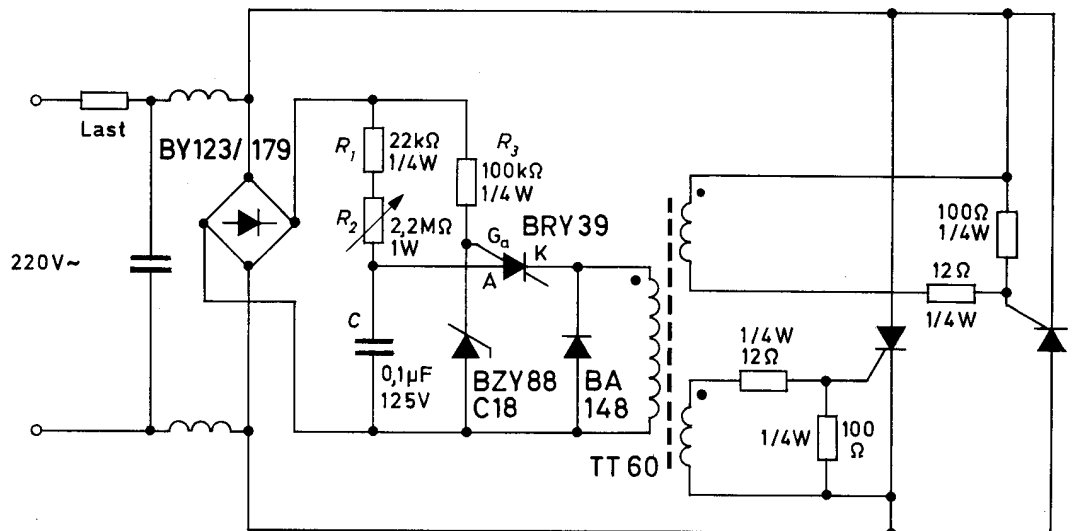 Last
BY123/ 179
220V~
R1
22kΩ
1/4W
R2
2,2MΩ
1W
R3
100kΩ
1/4W
BRY39
Ga
K
A
C
0,1µF
125V
BZY88
C18
BA
148
TT60
100Ω
1/4W
12Ω
1/4W
1/4W
12Ω
1/4W
100
Ω